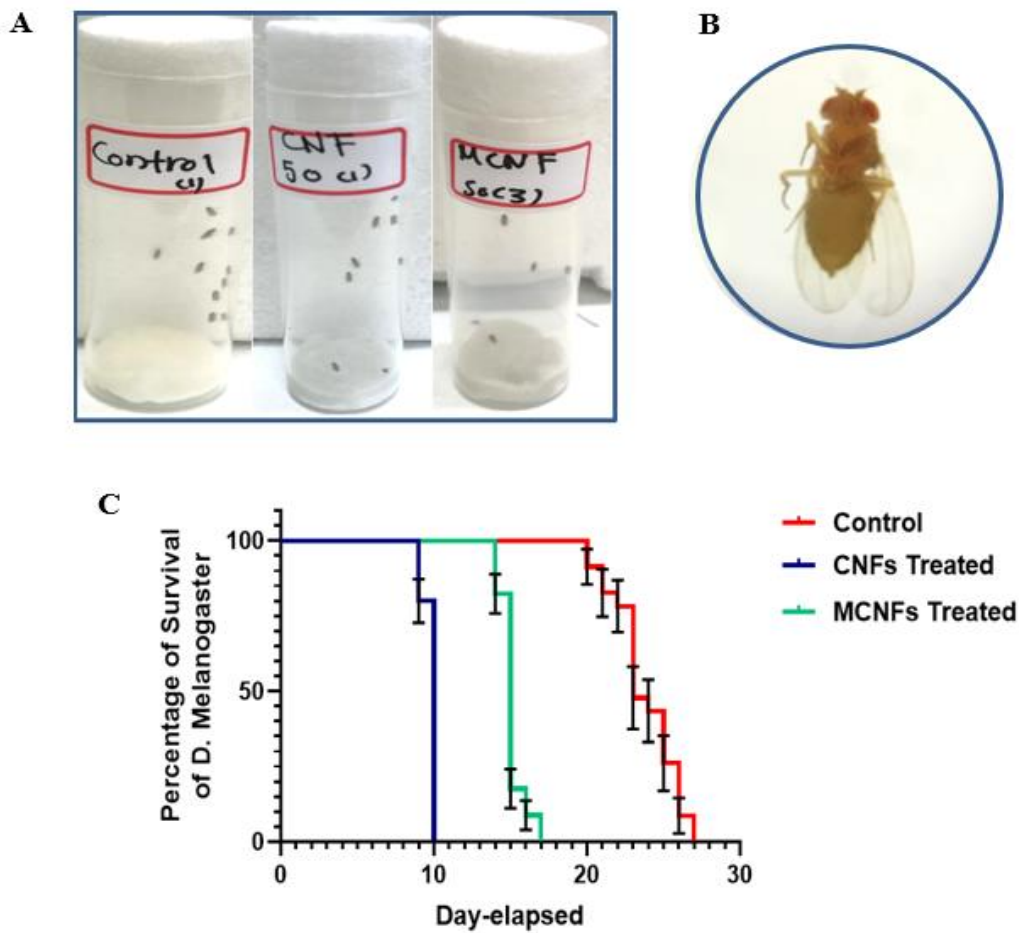 A
B
Control
(1)
CNF
50 (1)
MCNF
50(3)
C
Percentage of Survival
of D. Melanogaster
100
50
0
0
10
20
30
Day-elapsed
Control
CNFs Treated
MCNFs Treated